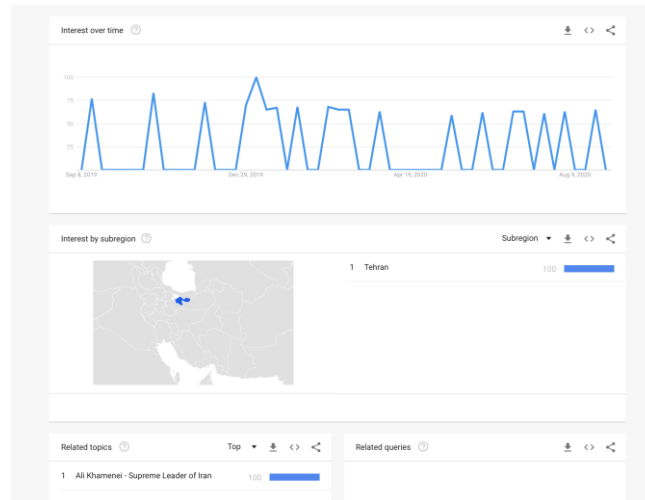 Interest over time
100
75
50
25
Sep 8, 2019 Dec 29, 2019 Apr 19, 2020 Aug 9, 2020
Interest by subregion Subregion
1 Tehran 100
Related topics Top
1 Ali Khamenei - Supreme Leader of Iran 100
Related queries